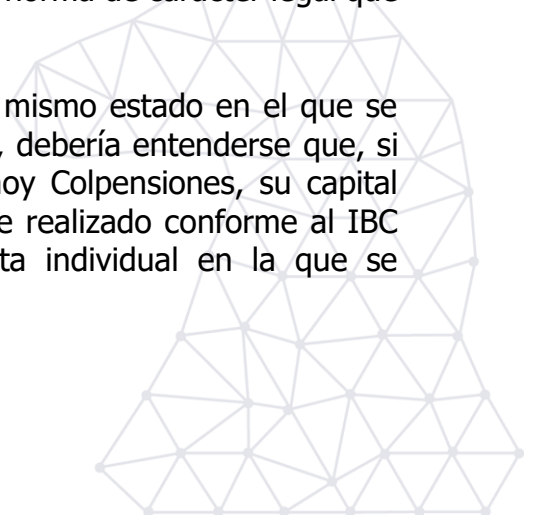 norma de carácter legal que
mismo estado en el que se
, debería entenderse que, si
noy Colpensiones, su capital
e realizado conforme al IBC
ta individual en la que se